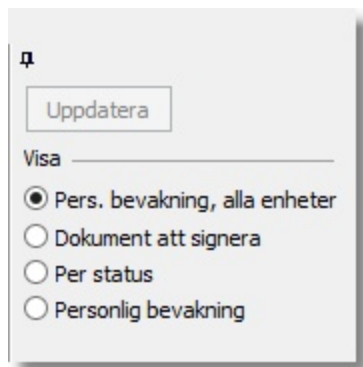 Uppdatera
Visa
Pers. bevakning, alla enheter
Dokument att signera
Per status
Personlig bevakning